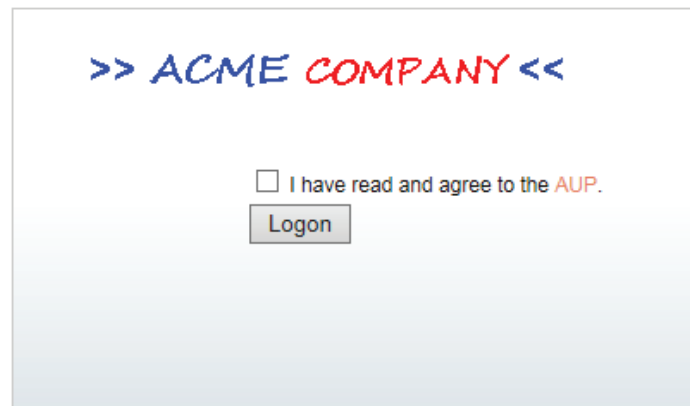 >> ACME COMPANY <<
I have read and agree to the AUP.
Logon